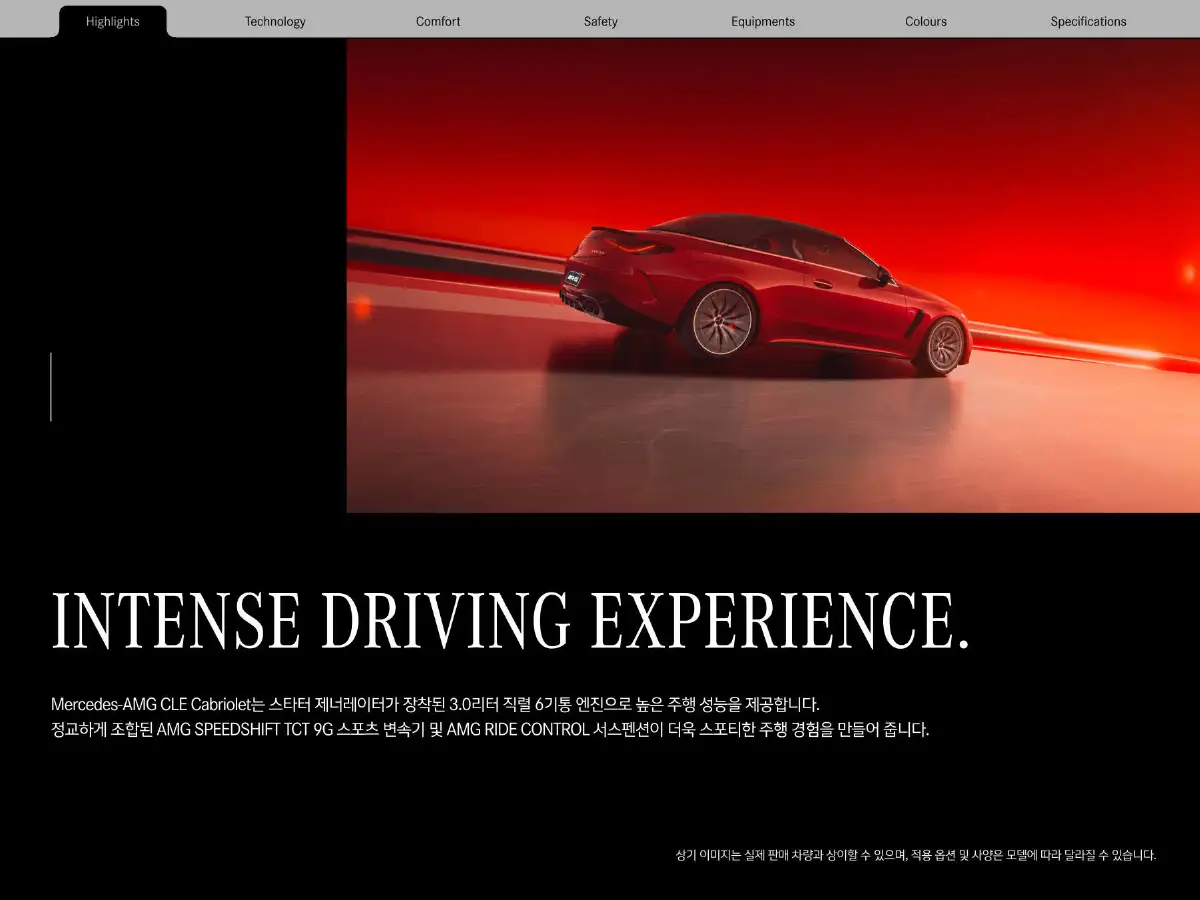 Highlights
Technology
Comfort
Safety
Equipments
Colours
Specifications
INTENSE DRIVING EXPERIENCE.
Mercedes-AMG CLE Cabriolet는 스타터 제너레이터가 장착된 3.0리터 직렬 6기통 엔진으로 높은 주행 성능을 제공합니다.
정교하게 조합된 AMG SPEEDSHIFT TCT 9G 스포츠 변속기 및 AMG RIDE CONTROL 서스펜션이 더욱 스포티한 주행 경험을 만들어 줍니다.
상기 이미지는 실제 판매 차량과 상이할 수 있으며, 적용 옵션 및 사양은 모델에 따라 달라질 수 있습니다.